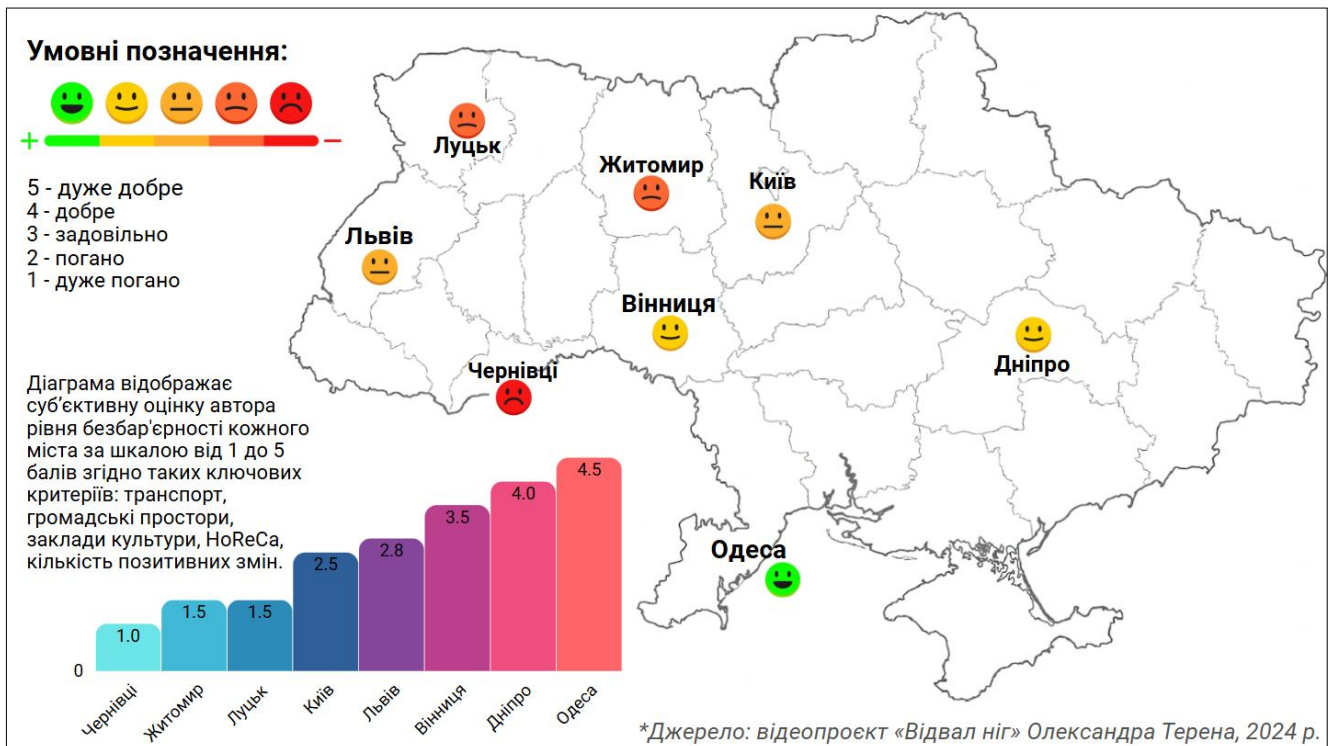 Умовні позначення:
+ −
5 - дуже добре
4 - добре
3 - задовільно
2 - погано
1 - дуже погано
Луцьк
Житомир
Київ
Львів
Вінниця
Дніпро
Чернівці
Одеса
Діаграма відображає
суб’єктивну оцінку автора
рівня безбар'єрності кожного
міста за шкалою від 1 до 5
балів згідно таких ключових
критеріїв: транспорт,
громадські простори,
заклади культури, HoReCa,
кількість позитивних змін.
1.0
1.5
1.5
2.5
2.8
3.5
4.0
4.5
0
Чернівці
Житомир
Луцьк
Київ
Львів
Вінниця
Дніпро
Одеса
*Джерело: відеопроєкт «Відвал ніг» Олександра Терена, 2024 р.